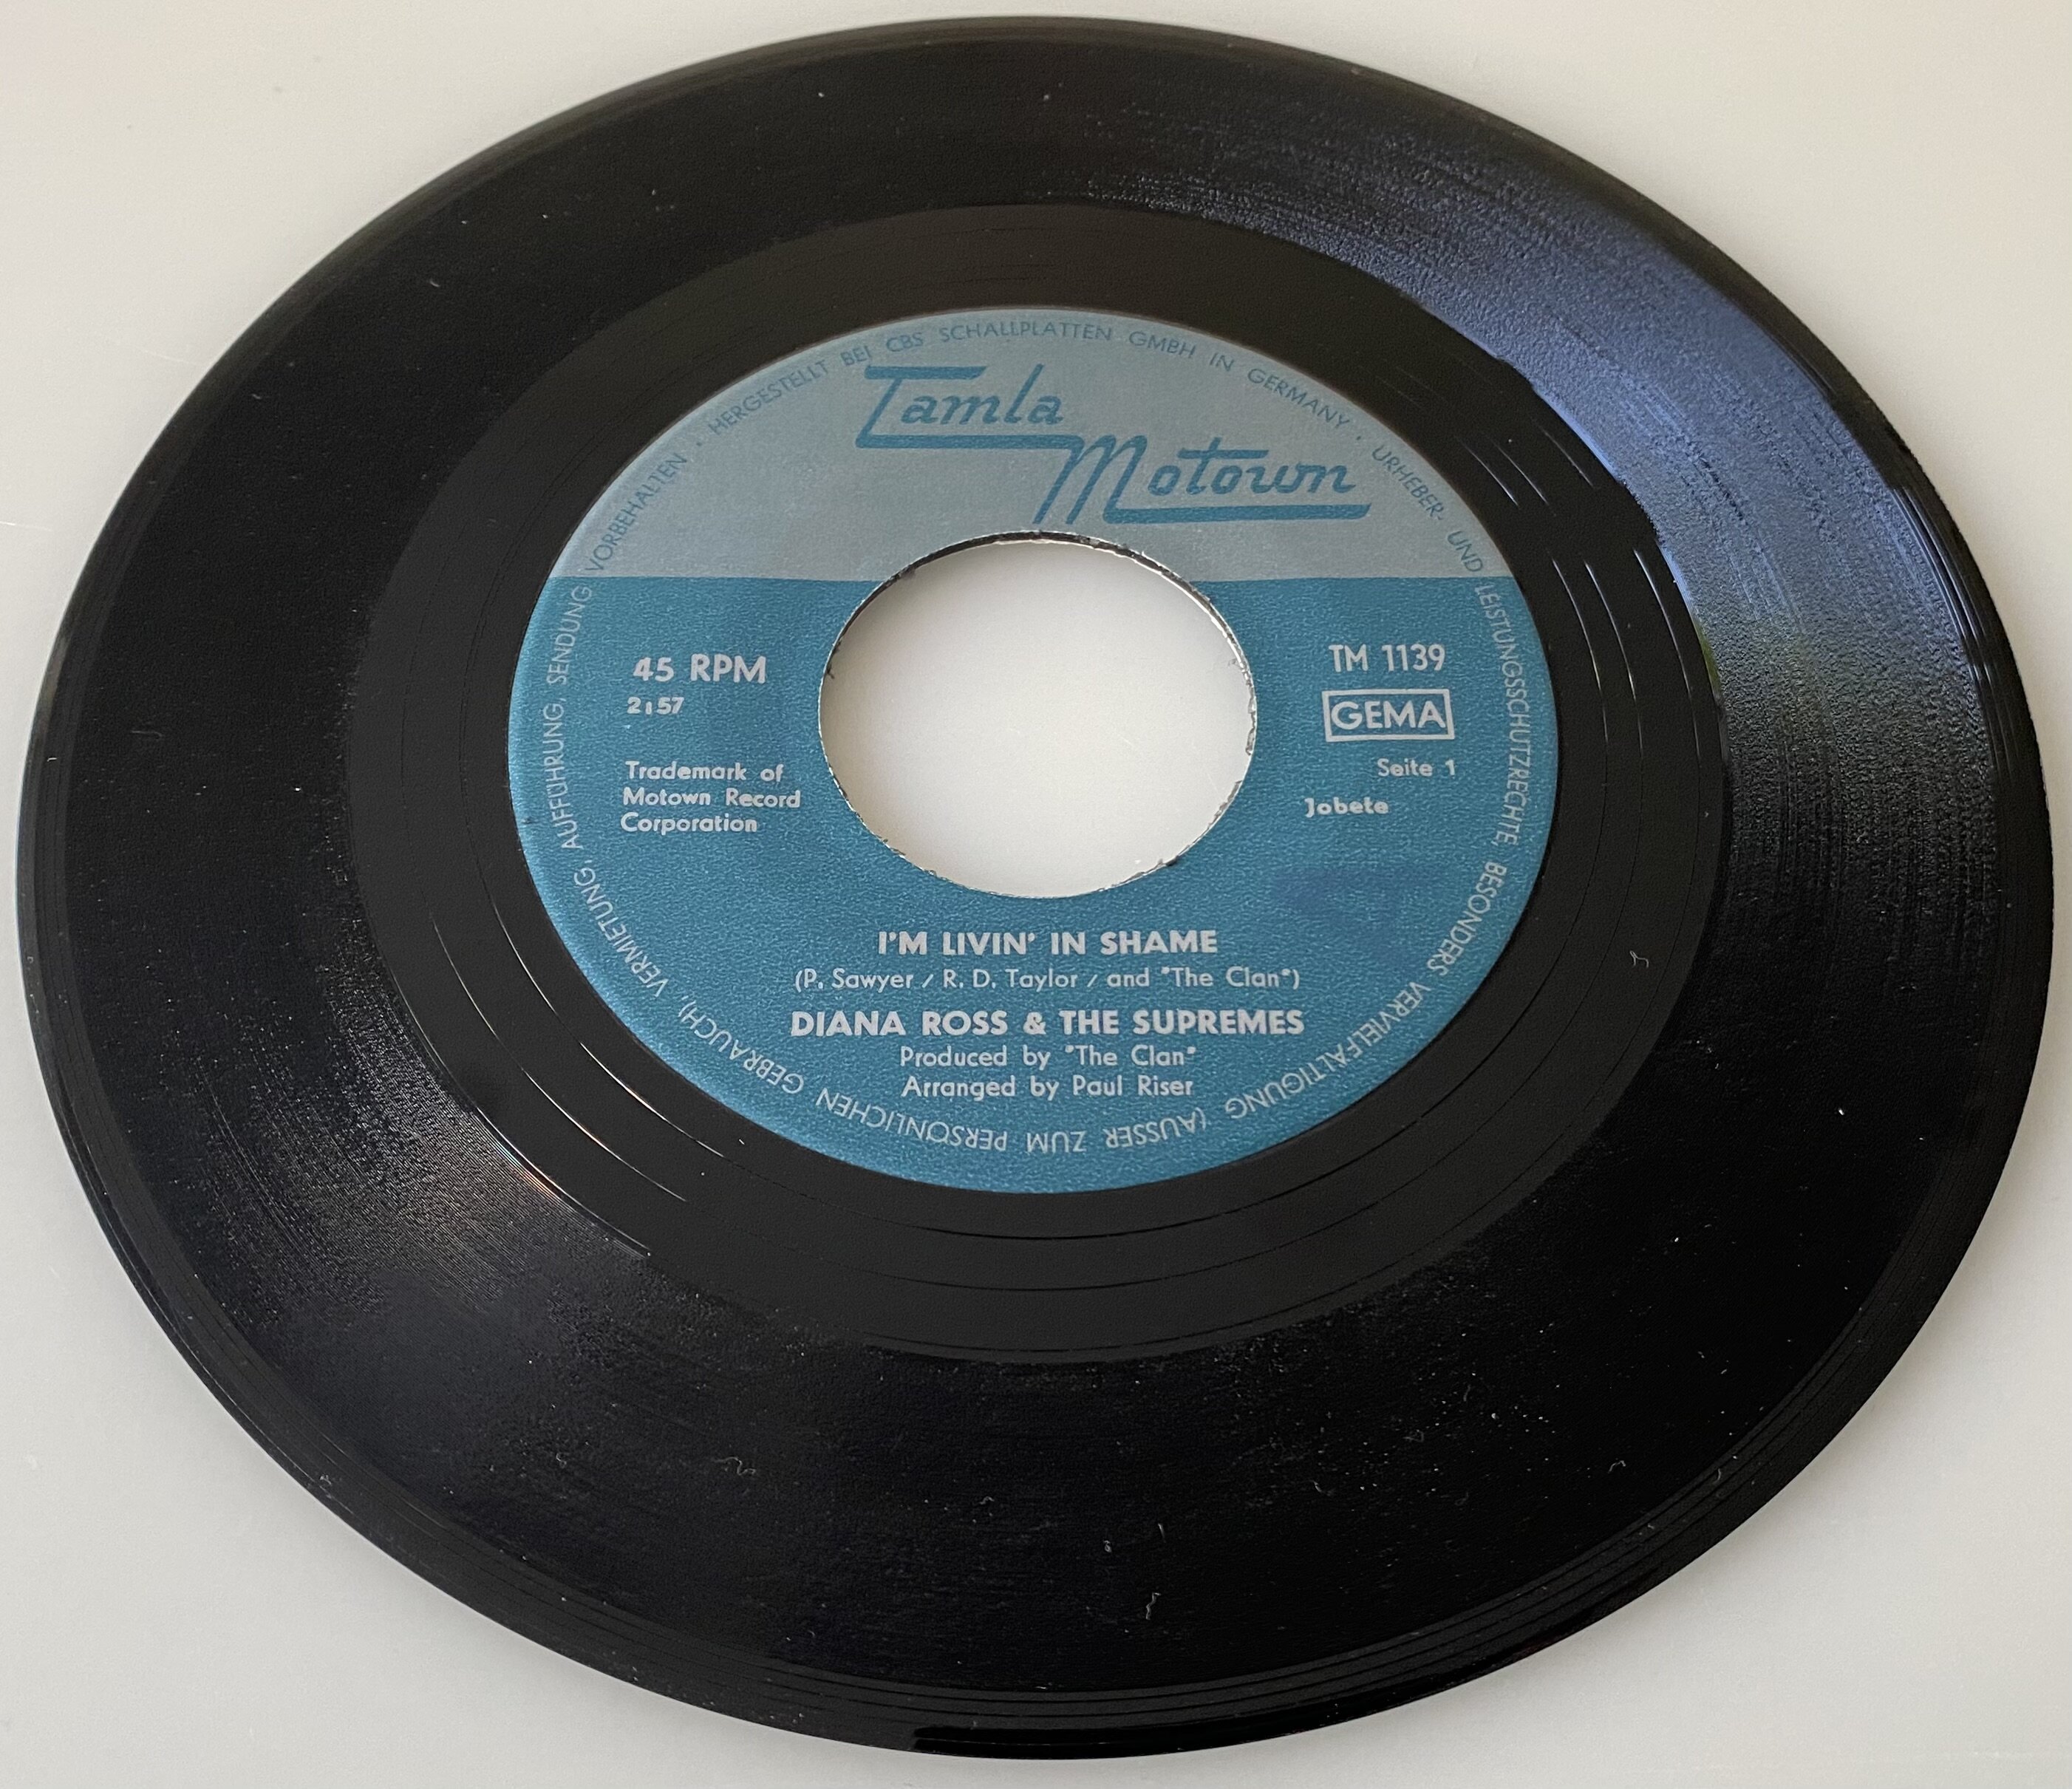 HERGESTELLT BEI CBS SCHALLPLATTEN GMBH IN GERMANY · URHEBER- UND LEISTUNGSSCHUTZRECHTE, BESONDERS VERVIELFÄLTIGUNG (AUSSER ZUM PERSÖNLICHEN GEBRAUCH), VERMIETUNG, AUFFÜHRUNG, SENDUNG VORBEHALTEN ·
Tamla
Motown
45 RPM
2:57
Trademark of
Motown Record
Corporation
TM 1139
GEMA
Seite 1
Jobete
I'M LIVIN' IN SHAME
(P. Sawyer / R. D. Taylor / and "The Clan")
DIANA ROSS & THE SUPREMES
Produced by "The Clan"
Arranged by Paul Riser